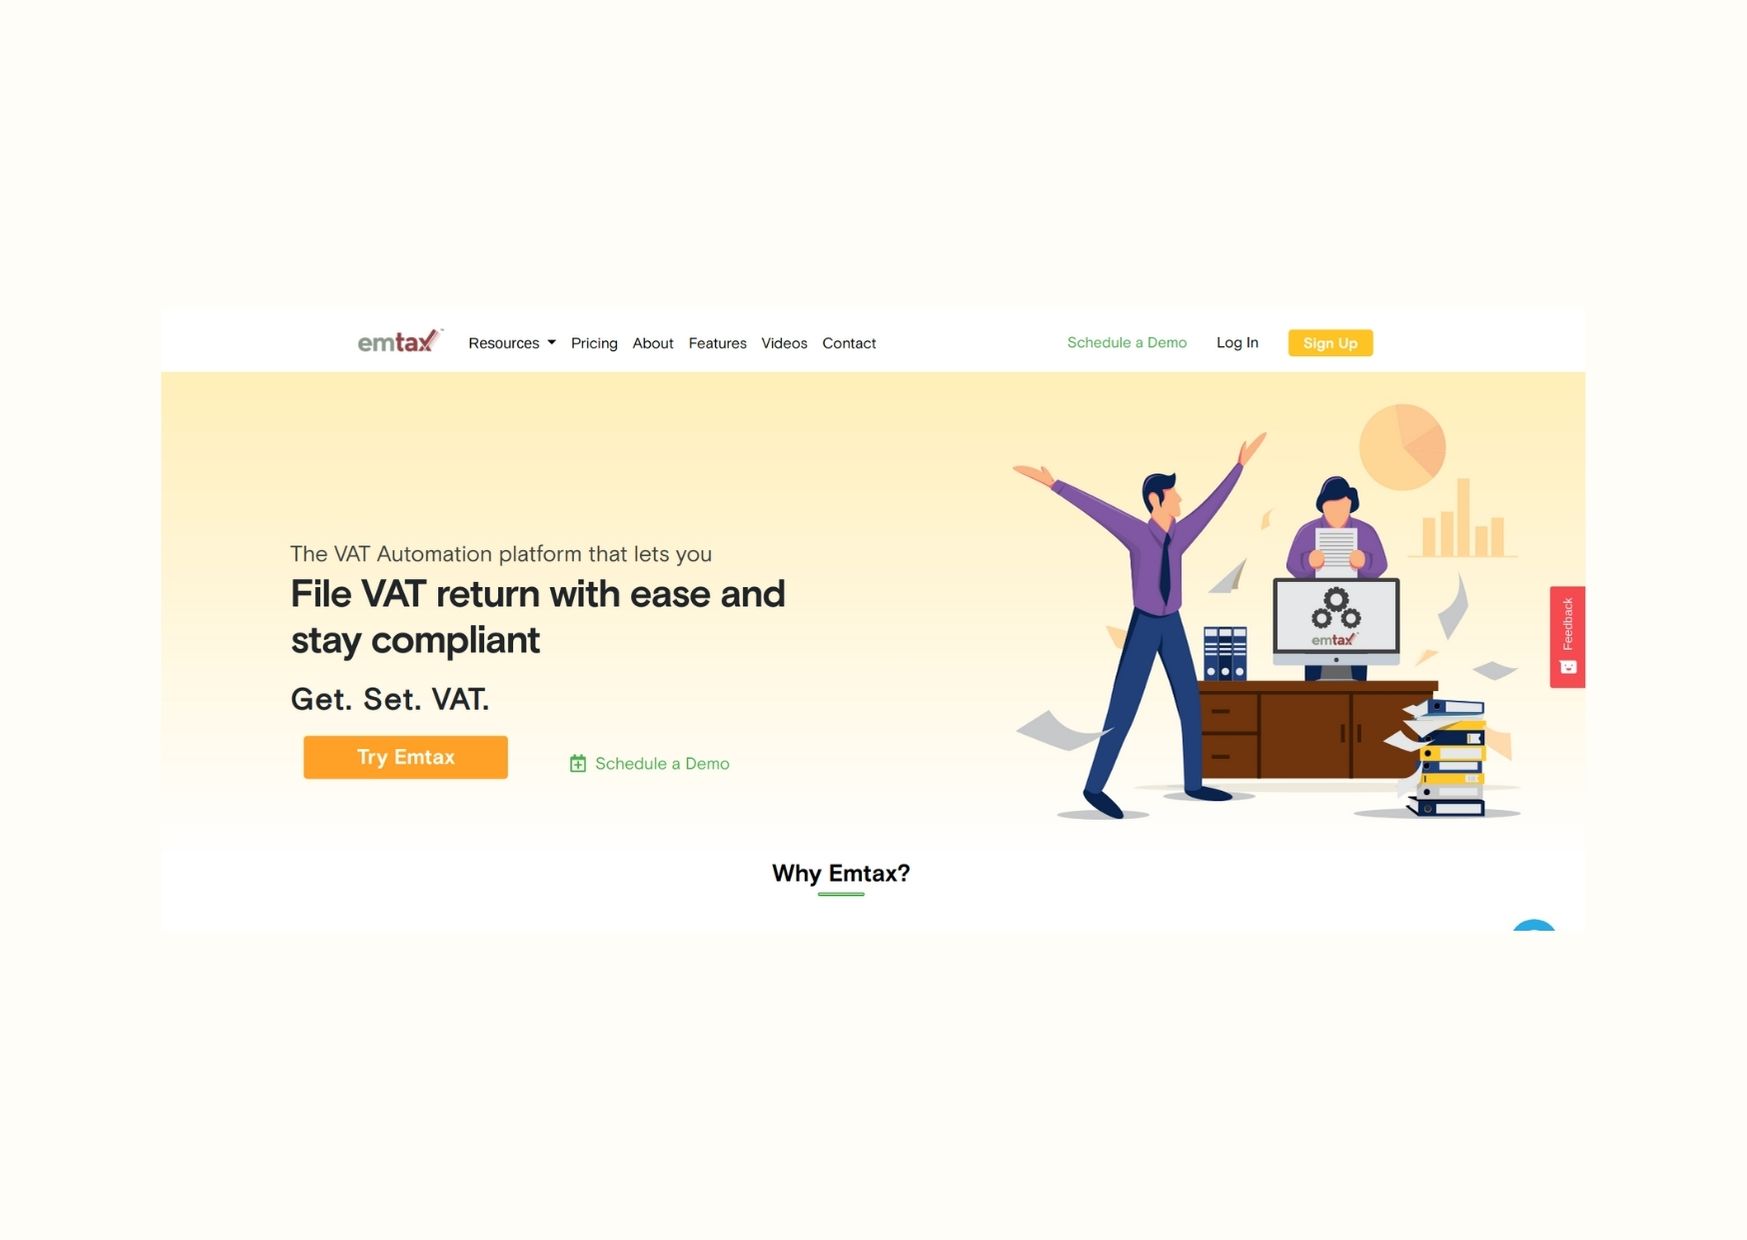 emtax
Resources
Pricing
About
Features
Videos
Contact
Schedule a Demo
Log In
Sign Up
The VAT Automation platform that lets you
File VAT return with ease and
stay compliant
Get. Set. VAT.
Try Emtax
Schedule a Demo
emtax
Feedback
Why Emtax?